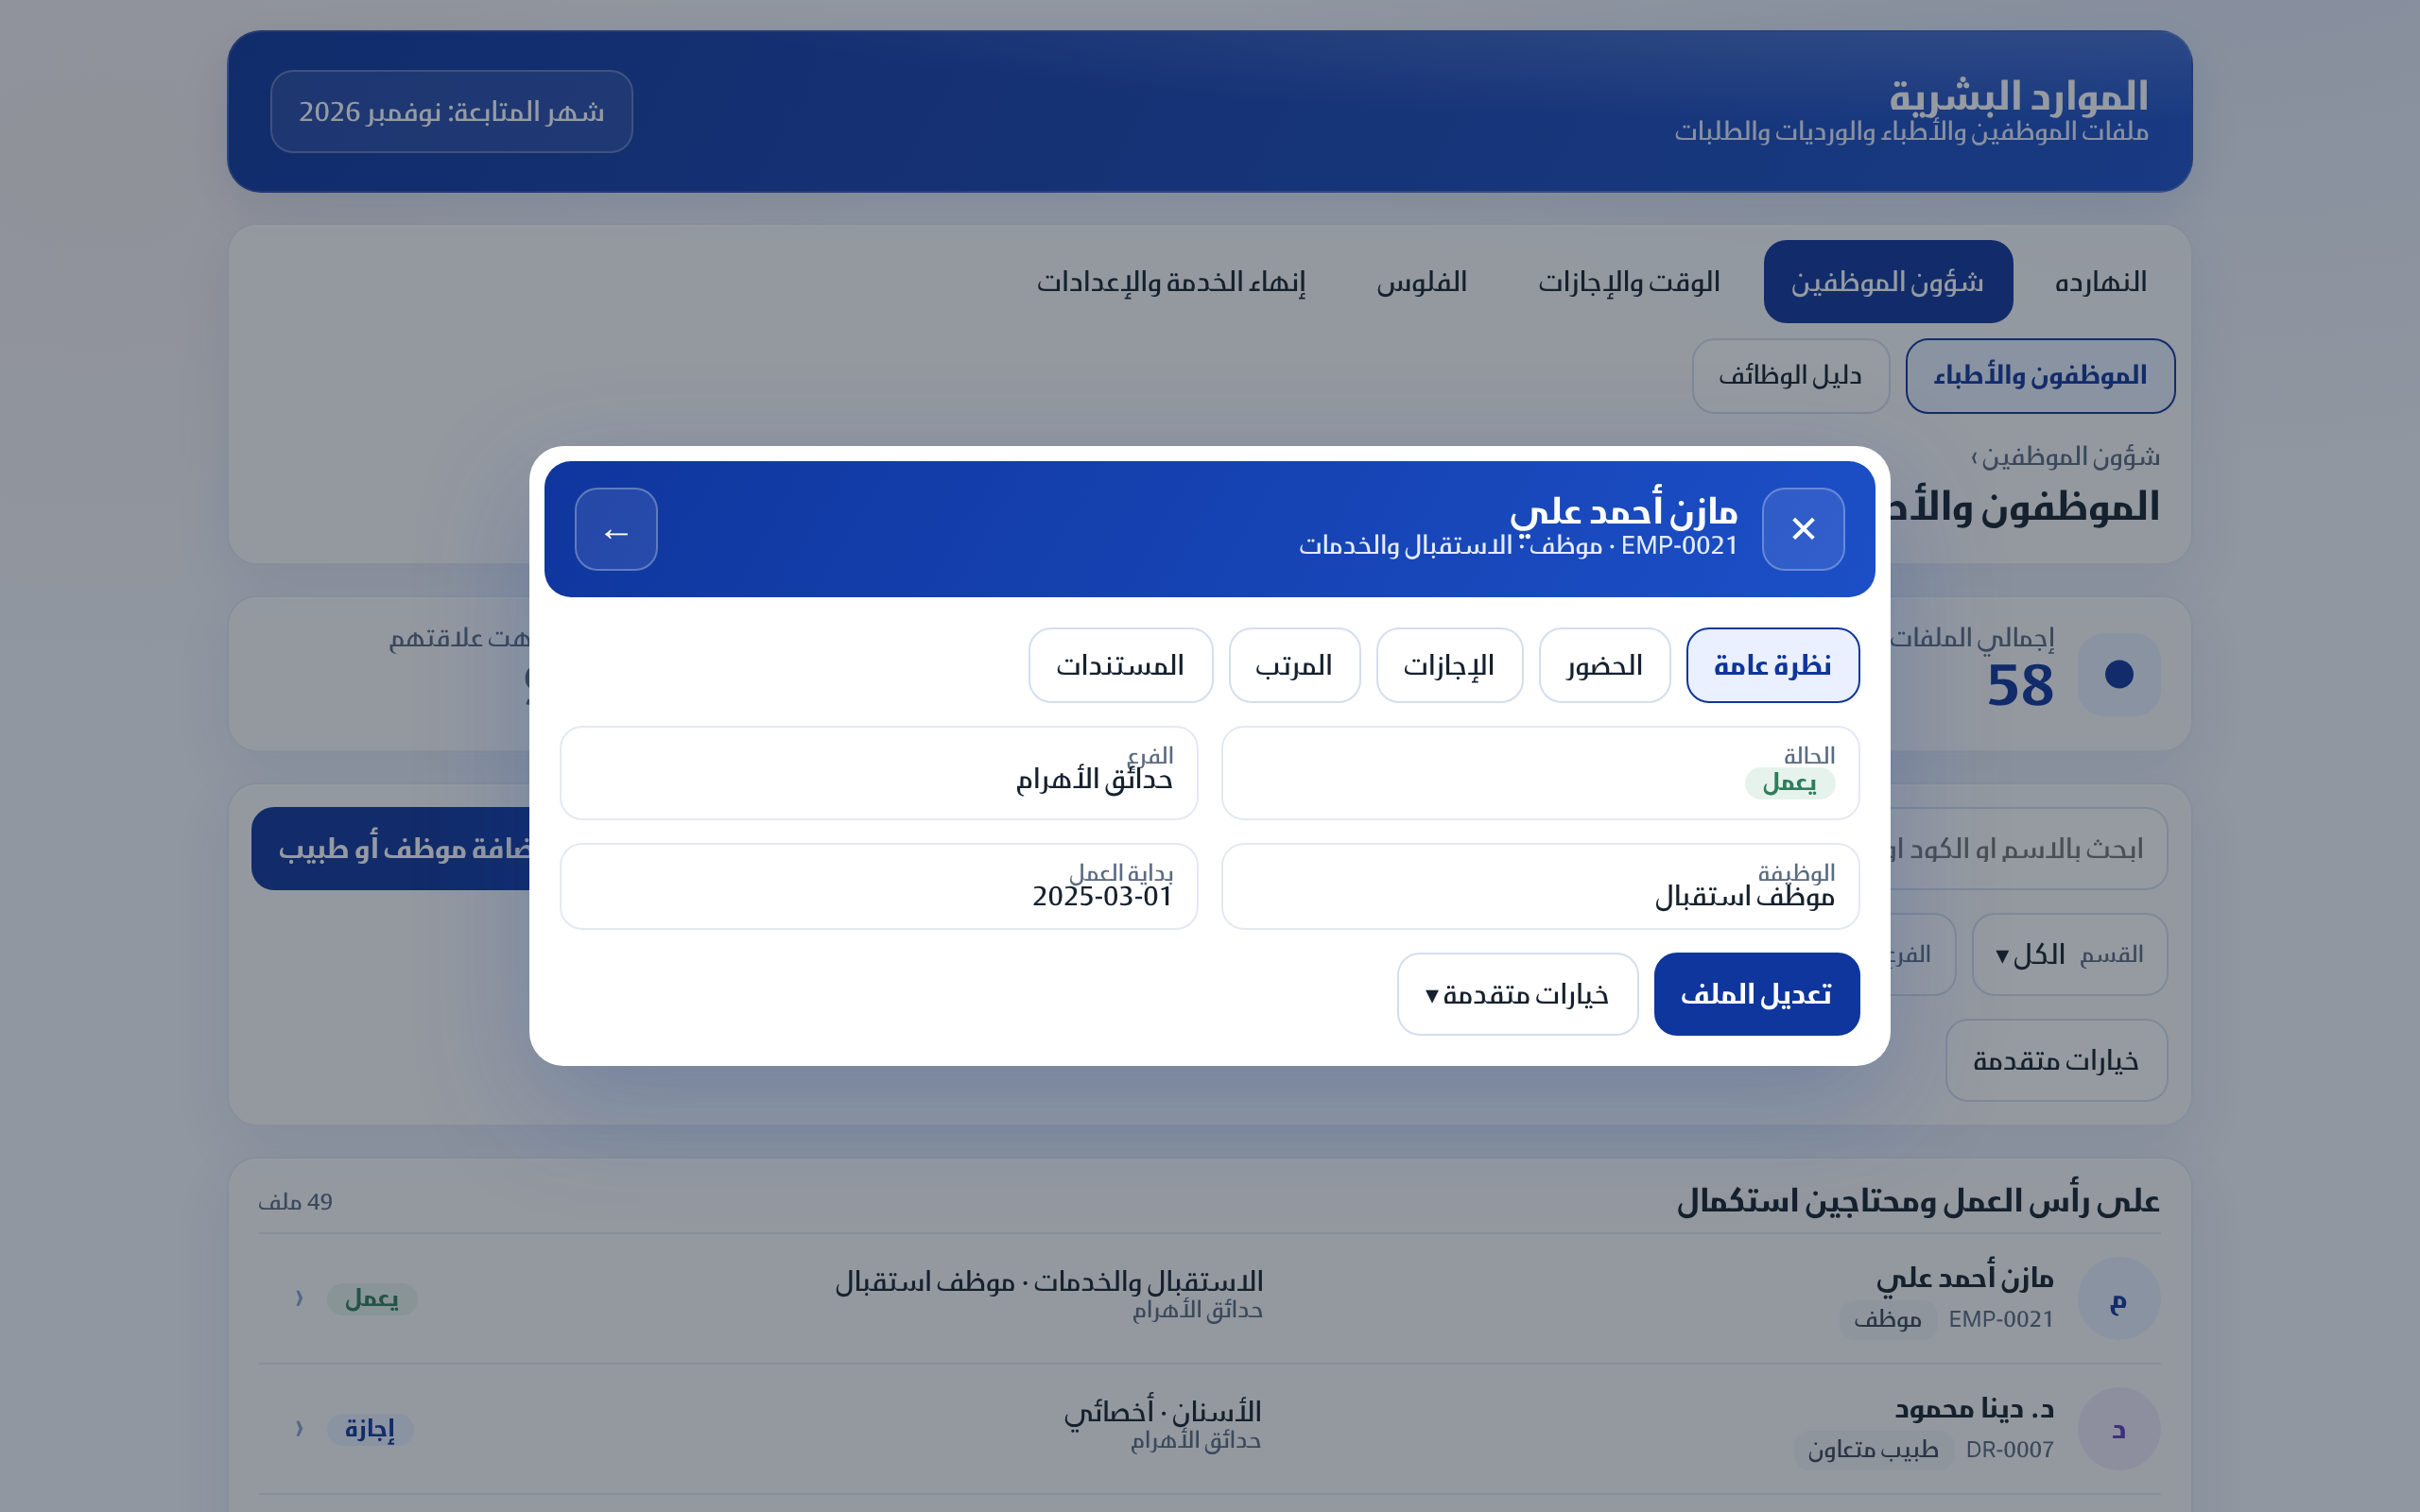 الموارد البشرية
ملفات الموظفين والأطباء والورديات والطلبات
شهر المتابعة: نوفمبر 2026
النهارده
شؤون الموظفين
الوقت والإجازات
الفلوس
إنهاء الخدمة والإعدادات
الموظفون والأطباء
دليل الوظائف
شؤون الموظفين ›
الموظفون
إجمالي الملفات
58
علاقتهم
مازن أحمد علي
EMP-0021 · موظف · الاستقبال والخدمات
✕
←
نظرة عامة
الحضور
الإجازات
المرتب
المستندات
الحالة
يعمل
الفرع
حدائق الأهرام
الوظيفة
موظف استقبال
بداية العمل
2025-03-01
تعديل الملف
خيارات متقدمة ▾
ابحث بالاسم او الكود
موظف أو طبيب
القسم الكل ▾
خيارات متقدمة
على رأس العمل ومحتاجين استكمال
49 ملف
م
مازن أحمد علي
EMP-0021 موظف
الاستقبال والخدمات · موظف استقبال
حدائق الأهرام
يعمل
د
د. دينا محمود
DR-0007 طبيب متعاون
الأسنان · أخصائي
حدائق الأهرام
إجازة